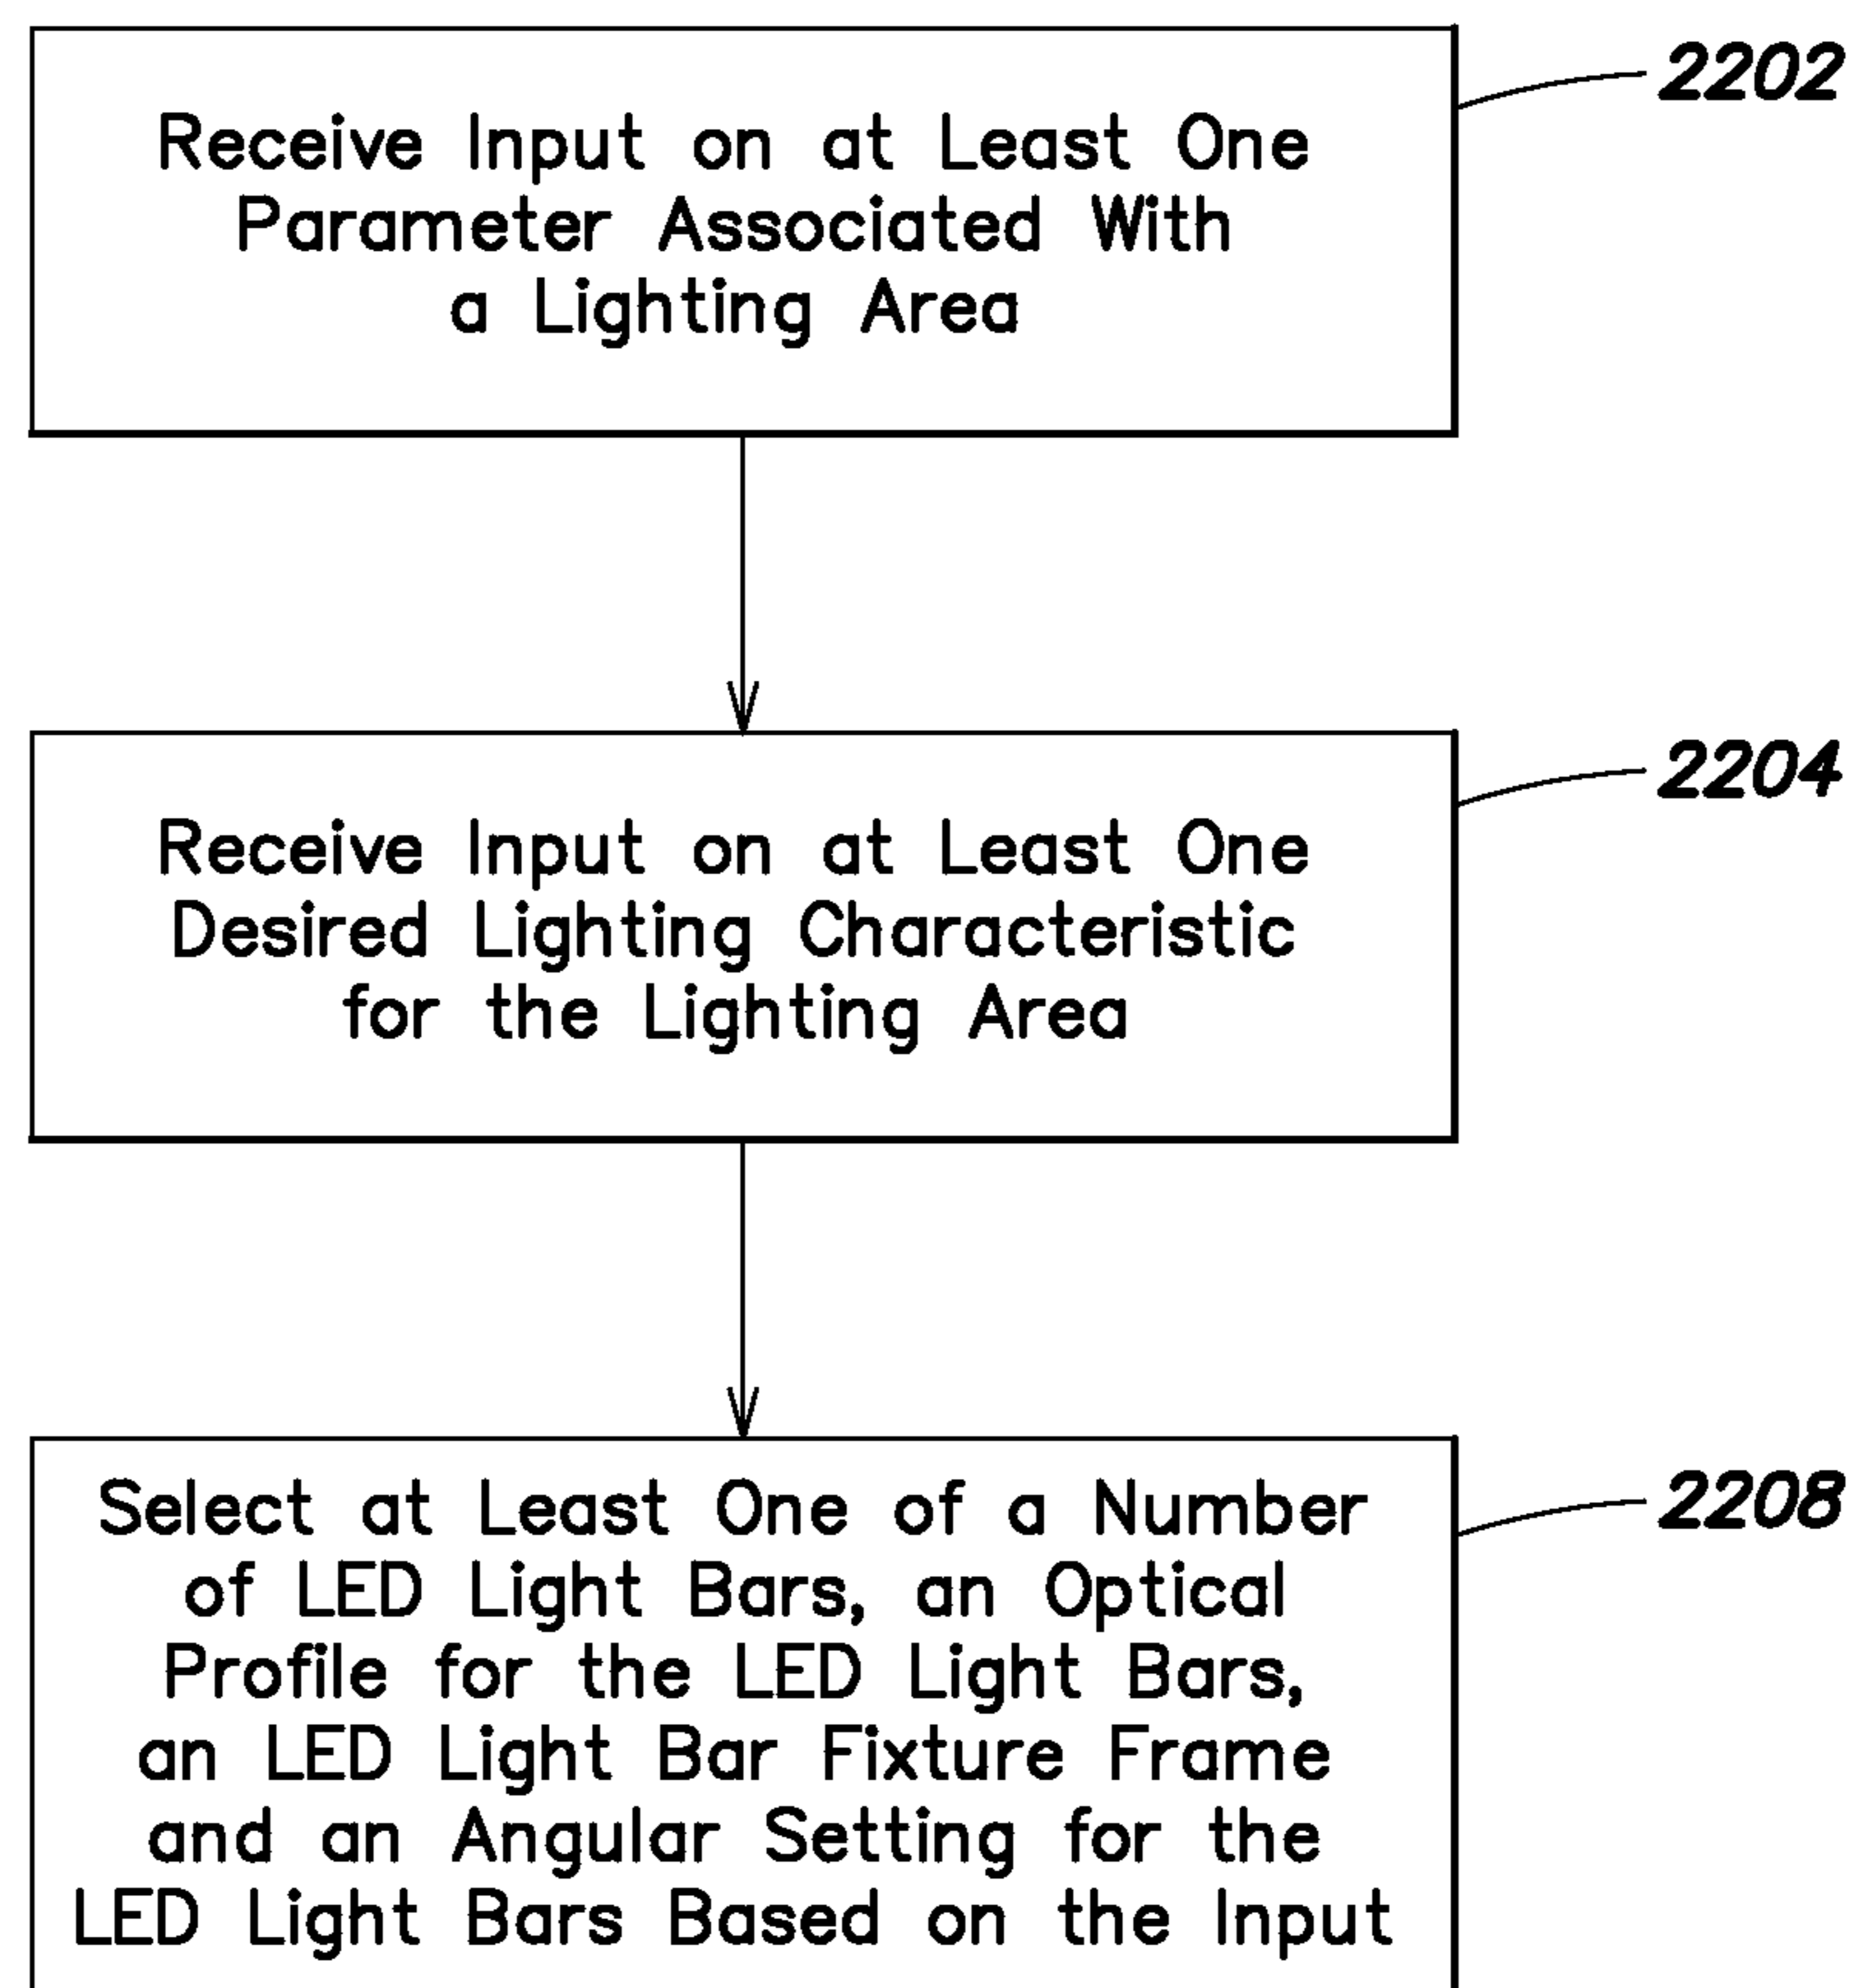 2202
Receive Input on at Least One
Parameter Associated With
a Lighting Area
2204
Receive Input on at Least One
Desired Lighting Characteristic
for the Lighting Area
2208
Select at Least One of a Number
of LED Light Bars, an Optical
Profile for the LED Light Bars,
an LED Light Bar Fixture Frame
and an Angular Setting for the
LED Light Bars Based on the Input